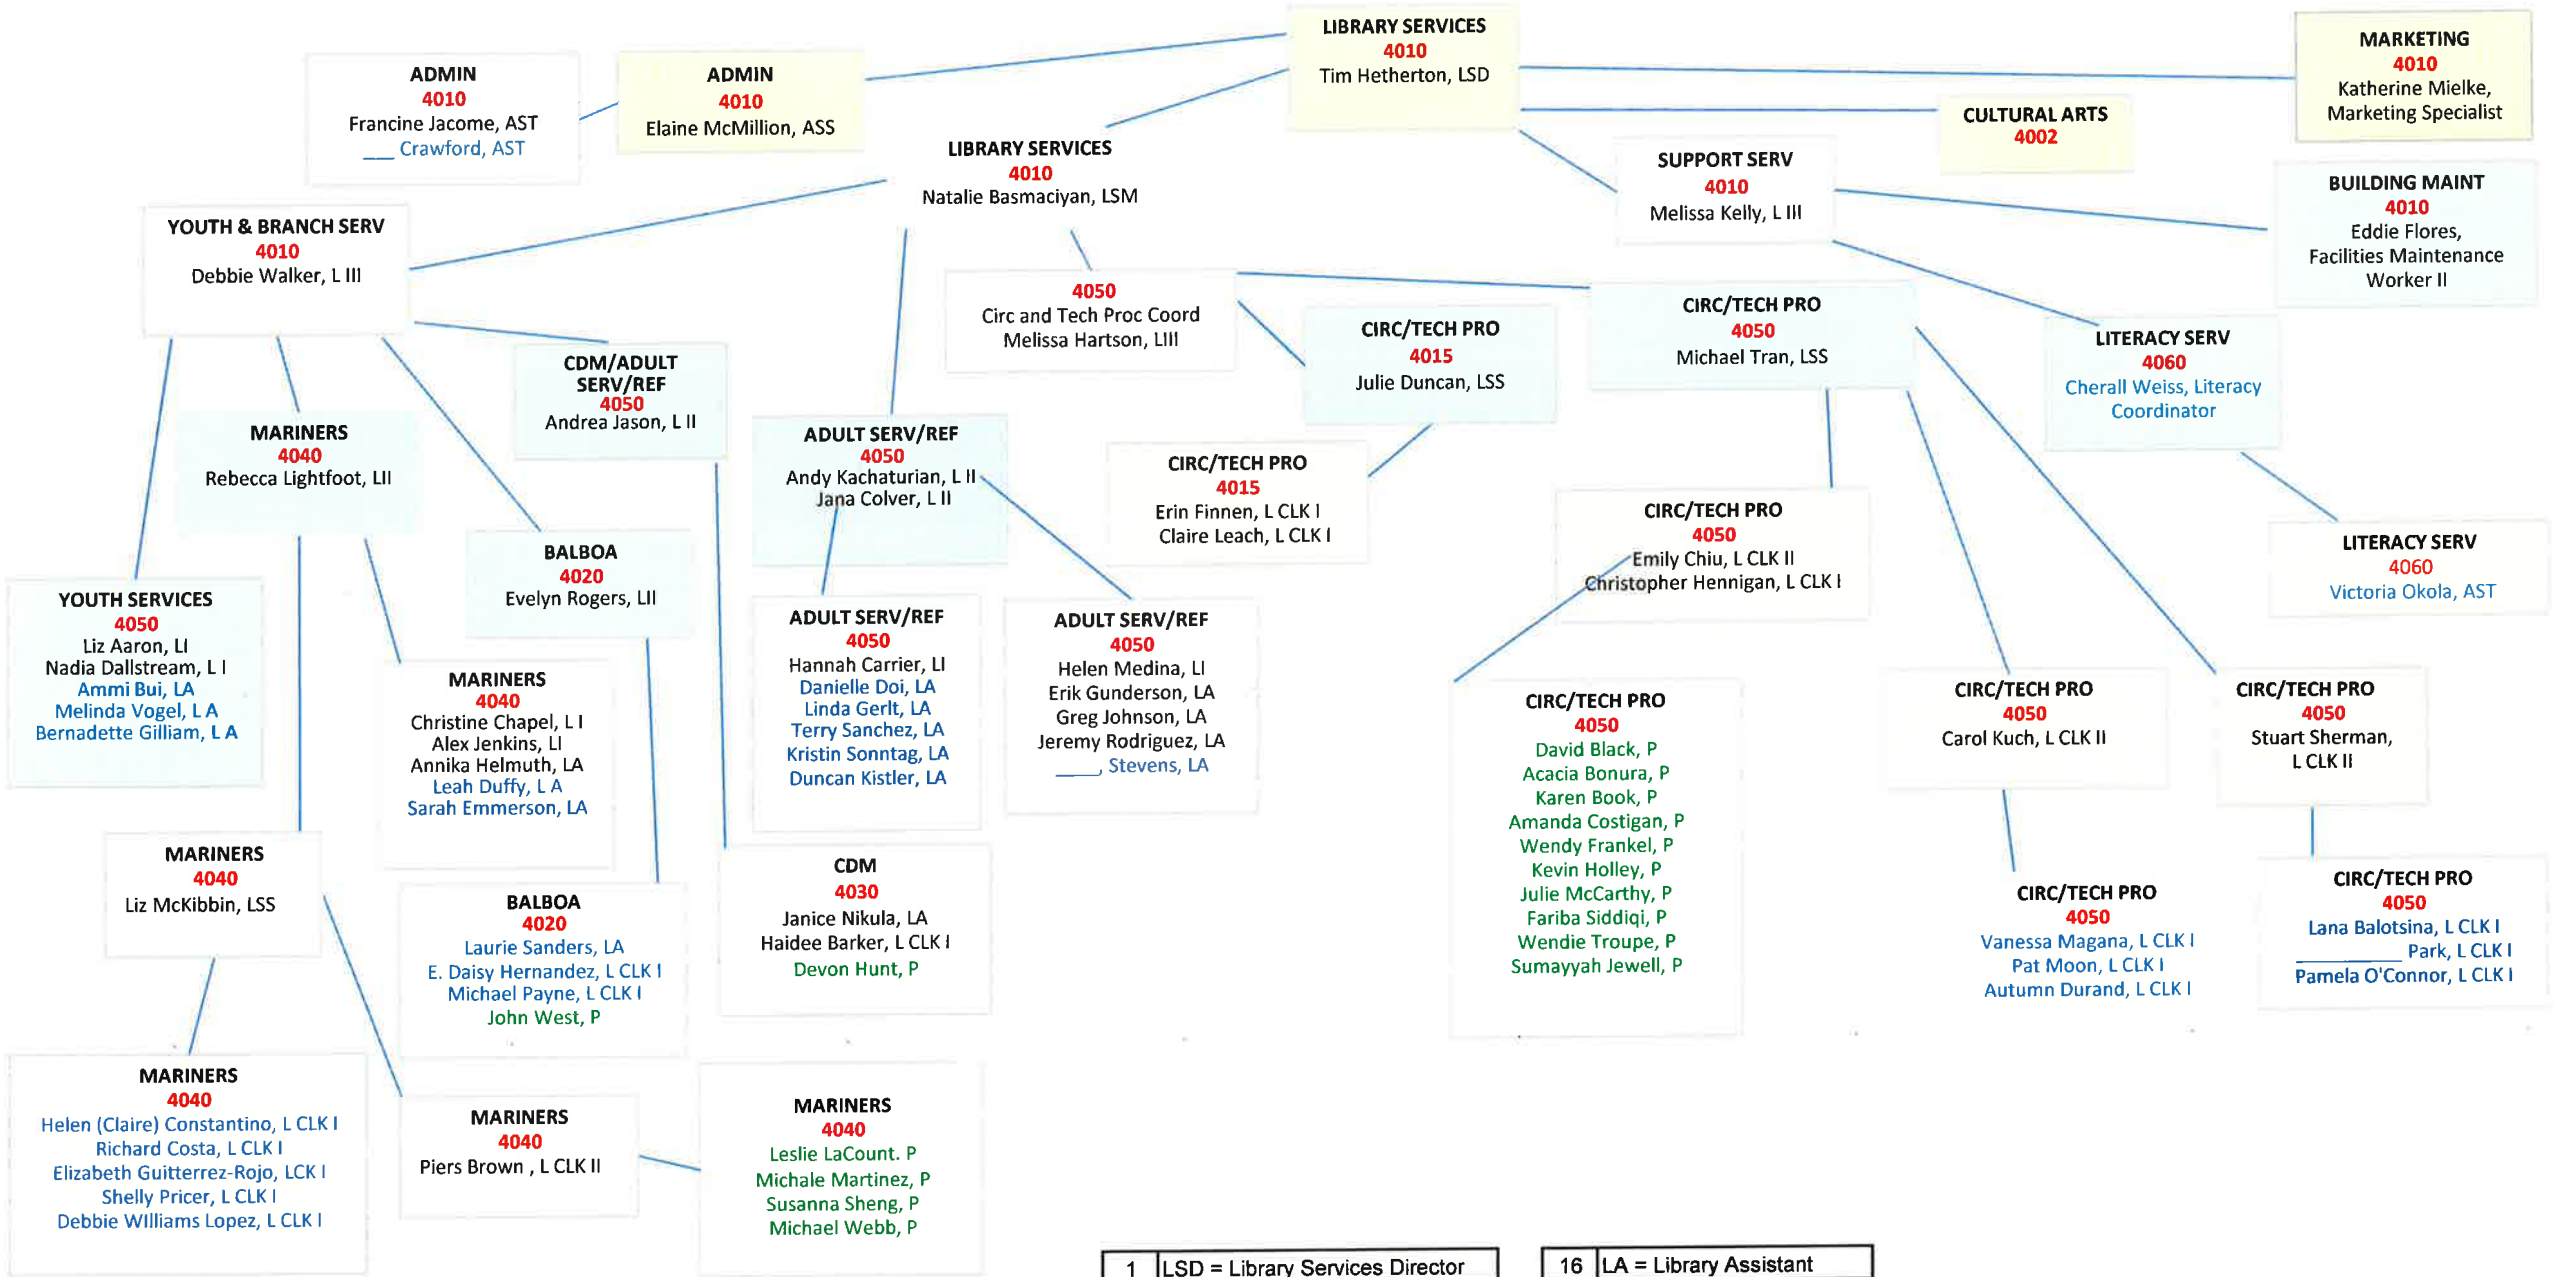 LIBRARY SERVICES
4010
Tim Hetherton, LSD
MARKETING
4010
Katherine Mielke,
Marketing Specialist
ADMIN
4010
Francine Jacome, AST
___ Crawford, AST
ADMIN
4010
Elaine McMillion, ASS
CULTURAL ARTS
4002
LIBRARY SERVICES
4010
Natalie Basmaciyan, LSM
SUPPORT SERV
4010
Melissa Kelly, L III
BUILDING MAINT
4010
Eddie Flores,
Facilities Maintenance
Worker II
YOUTH & BRANCH SERV
4010
Debbie Walker, L III
4050
Circ and Tech Proc Coord
Melissa Hartson, LIII
CIRC/TECH PRO
4015
Julie Duncan, LSS
CIRC/TECH PRO
4050
Michael Tran, LSS
LITERACY SERV
4060
Cherall Weiss, Literacy
Coordinator
CDM/ADULT
SERV/REF
4050
Andrea Jason, L II
MARINERS
4040
Rebecca Lightfoot, LII
ADULT SERV/REF
4050
Andy Kachaturian, L II
Jana Colver, L II
CIRC/TECH PRO
4015
Erin Finnen, L CLK I
Claire Leach, L CLK I
CIRC/TECH PRO
4050
Emily Chiu, L CLK II
Christopher Hennigan, L CLK I
LITERACY SERV
4060
Victoria Okola, AST
BALBOA
4020
Evelyn Rogers, LII
YOUTH SERVICES
4050
Liz Aaron, LI
Nadia Dallstream, L I
Ammi Bui, LA
Melinda Vogel, L A
Bernadette Gilliam, L A
MARINERS
4040
Christine Chapel, L I
Alex Jenkins, LI
Annika Helmuth, LA
Leah Duffy, L A
Sarah Emmerson, LA
ADULT SERV/REF
4050
Hannah Carrier, LI
Danielle Doi, LA
Linda Gerlt, LA
Terry Sanchez, LA
Kristin Sonntag, LA
Duncan Kistler, LA
ADULT SERV/REF
4050
Helen Medina, LI
Erik Gunderson, LA
Greg Johnson, LA
Jeremy Rodriguez, LA
____, Stevens, LA
CIRC/TECH PRO
4050
David Black, P
Acacia Bonura, P
Karen Book, P
Amanda Costigan, P
Wendy Frankel, P
Kevin Holley, P
Julie McCarthy, P
Fariba Siddiqi, P
Wendie Troupe, P
Sumayyah Jewell, P
CIRC/TECH PRO
4050
Carol Kuch, L CLK II
CIRC/TECH PRO
4050
Stuart Sherman,
L CLK II
MARINERS
4040
Liz McKibbin, LSS
BALBOA
4020
Laurie Sanders, LA
E. Daisy Hernandez, L CLK I
Michael Payne, L CLK I
John West, P
CDM
4030
Janice Nikula, LA
Haidee Barker, L CLK I
Devon Hunt, P
CIRC/TECH PRO
4050
Vanessa Magana, L CLK I
Pat Moon, L CLK I
Autumn Durand, L CLK I
CIRC/TECH PRO
4050
Lana Balotsina, L CLK I
__________ Park, L CLK I
Pamela O'Connor, L CLK I
MARINERS
4040
Helen (Claire) Constantino, L CLK I
Richard Costa, L CLK I
Elizabeth Guitterrez-Rojo, LCK I
Shelly Pricer, L CLK I
Debbie WIlliams Lopez, L CLK I
MARINERS
4040
Piers Brown , L CLK II
MARINERS
4040
Leslie LaCount. P
Michale Martinez, P
Susanna Sheng, P
Michael Webb, P
1 LSD = Library Services Director
16 LA = Library Assistant